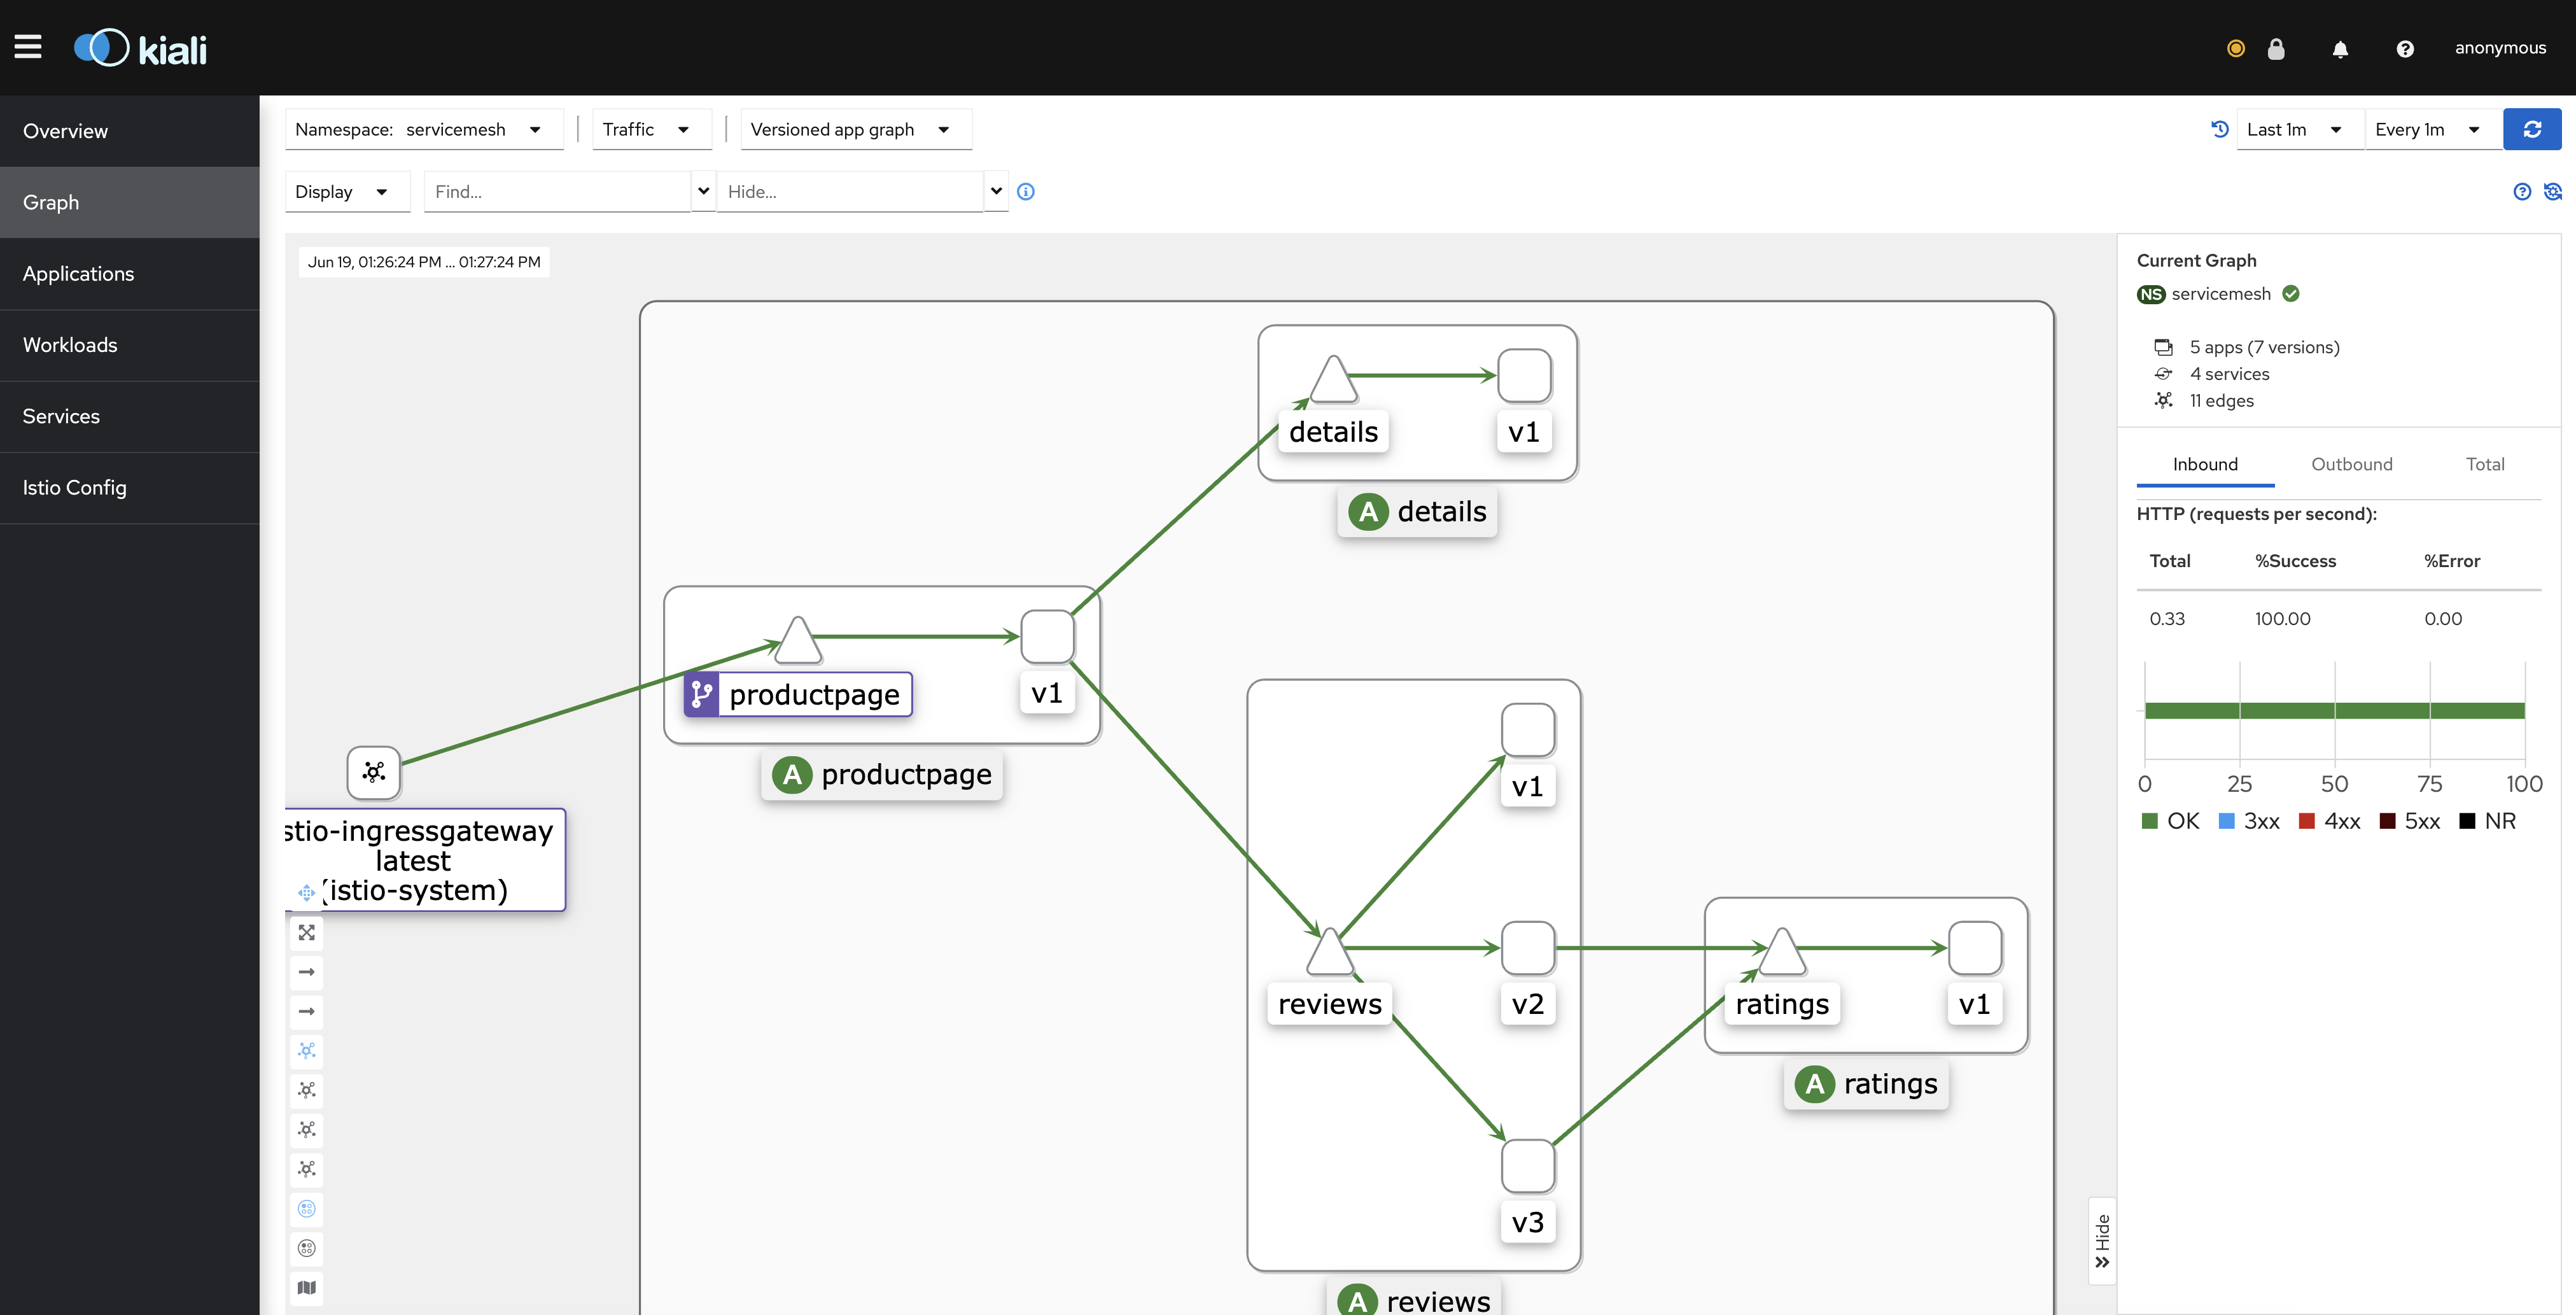 kiali
anonymous
Overview
Graph
Applications
Workloads
Services
Istio Config
Namespace: servicemesh
Traffic
Versioned app graph
Last 1m
Every 1m
Display
Find...
Hide...
Jun 19, 01:26:24 PM ... 01:27:24 PM
details
v1
A details
productpage
v1
A productpage
stio-ingressgateway
latest
(istio-system)
v1
reviews
v2
v3
A reviews
ratings
v1
A ratings
Hide
Current Graph
NS servicemesh
5 apps (7 versions)
4 services
11 edges
Inbound Outbound Total
HTTP (requests per second):
Total %Success %Error
0.33 100.00 0.00
0 25 50 75 100
OK 3xx 4xx 5xx NR